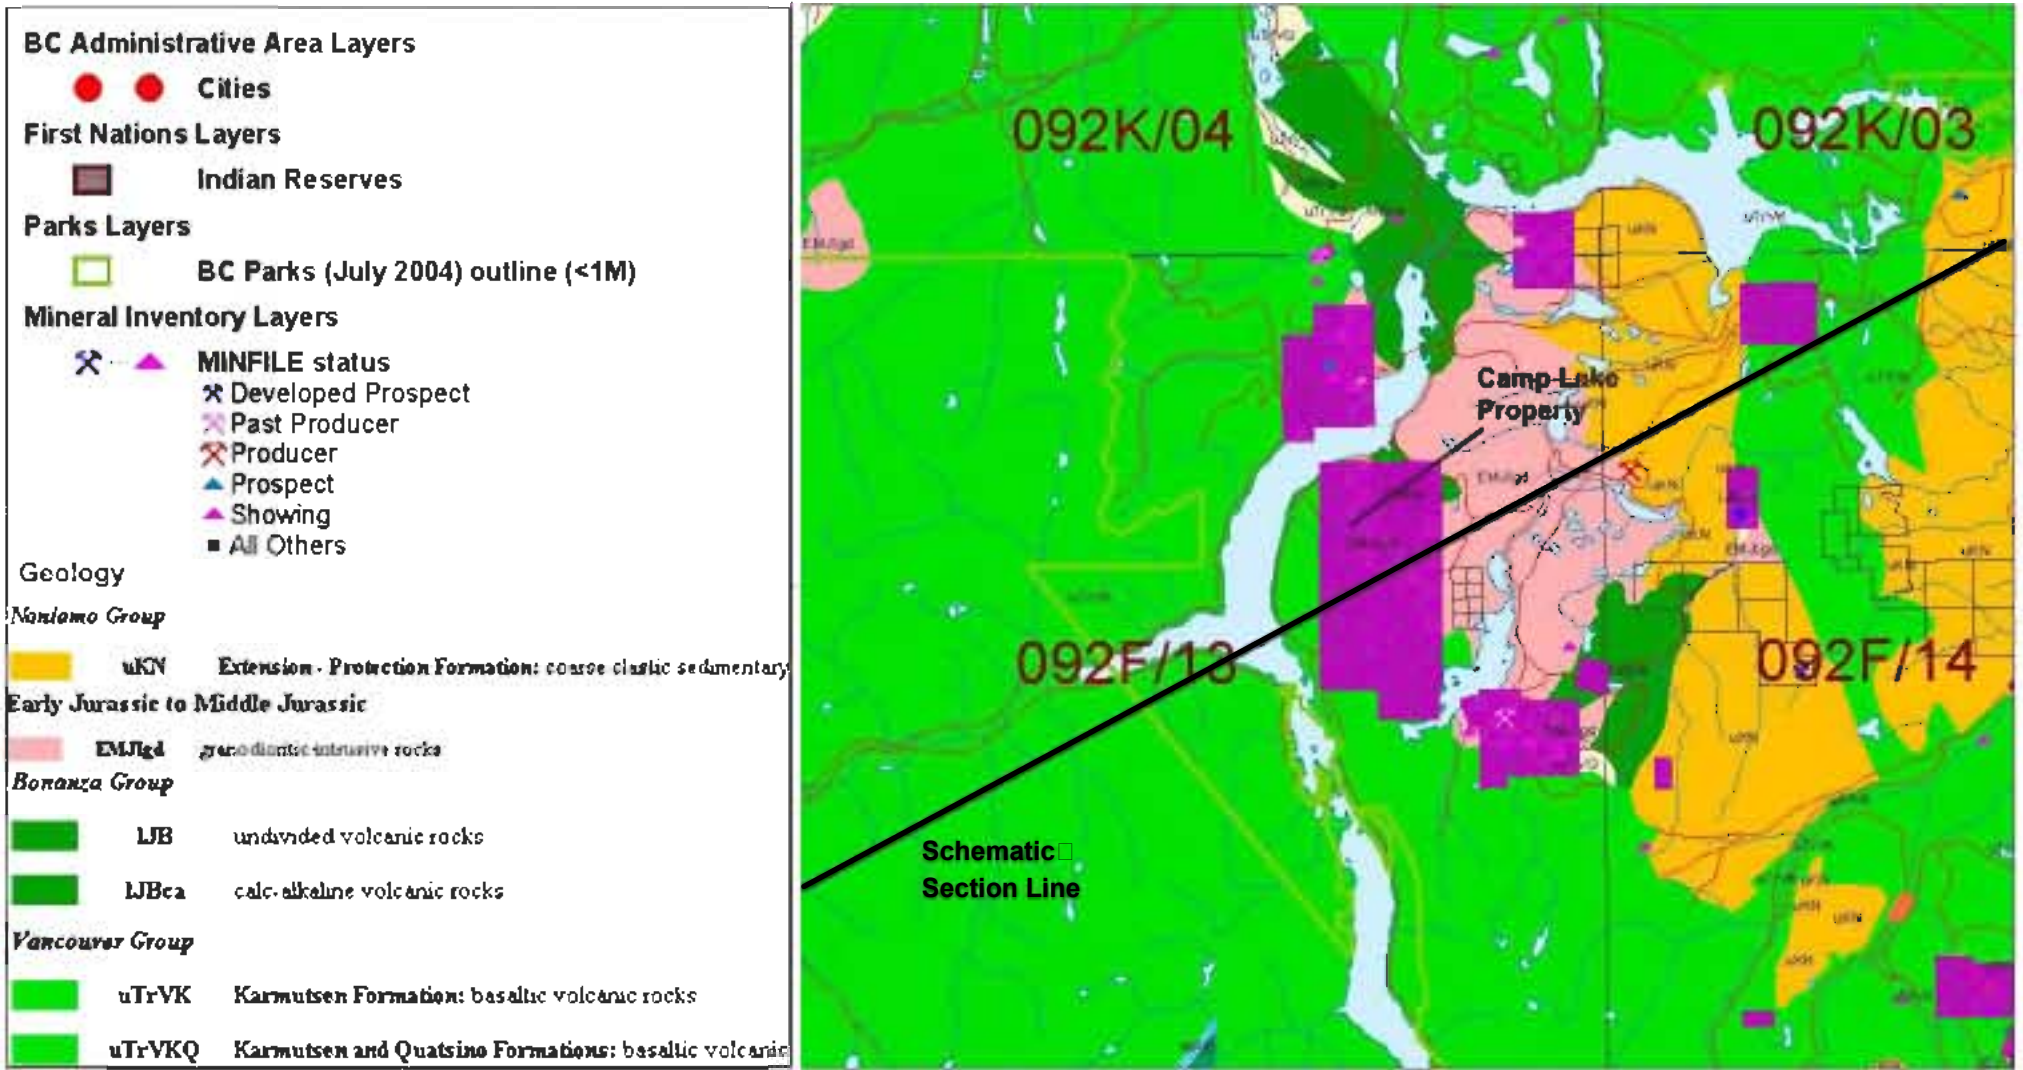 BC Administrative Area Layers
Cities
First Nations Layers
Indian Reserves
Parks Layers
BC Parks (July 2004) outline (<1M)
Mineral Inventory Layers
MINFILE status
Developed Prospect
Past Producer
Producer
Prospect
Showing
All Others
Geology
Naniamo Group
uKN Extension - Protection Formation: coarse clastic sedimentary
Early Jurassic to Middle Jurassic
EMJIgd granodioritic intrusive rocks
Bonanza Group
lJB undivided volcanic rocks
lJBca calc-alkaline volcanic rocks
Vancouver Group
uTrVK Karmutsen Formation: basaltic volcanic rocks
uTrVKQ Karmutsen and Quatsino Formations: basaltic volcanic
092K/04
092K/03
Camp Lake
Property
092F/13
092F/14
Schematic
Section Line